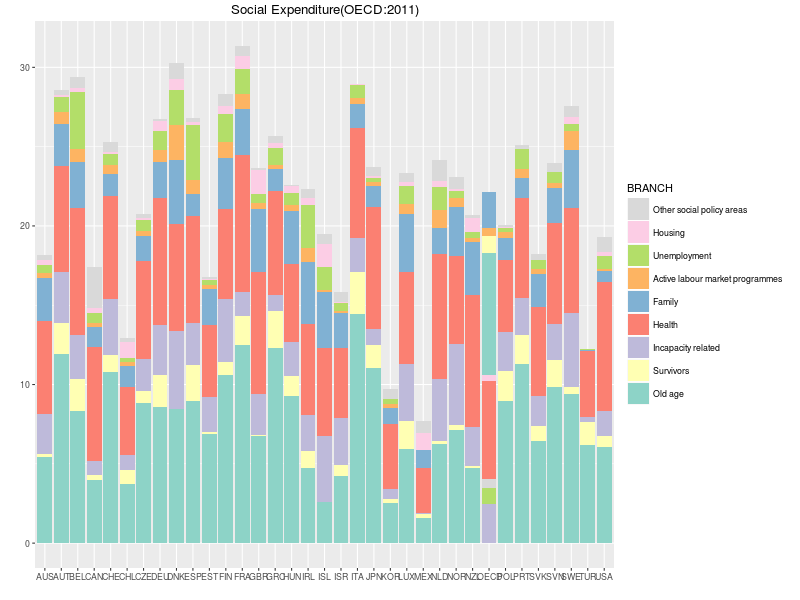 Social Expenditure(OECD:2011)
30
20
10
0
AUS AUT BEL CAN CHE CHL CZE DEU DNK ESP EST FIN FRA GBR GRC HUN IRL ISL ISR ITA JPN KOR LUX MEX NLD NOR NZL OECD POL PRT SVK SVN SWE TUR USA
BRANCH
Other social policy areas
Housing
Unemployment
Active labour market programmes
Family
Health
Incapacity related
Survivors
Old age